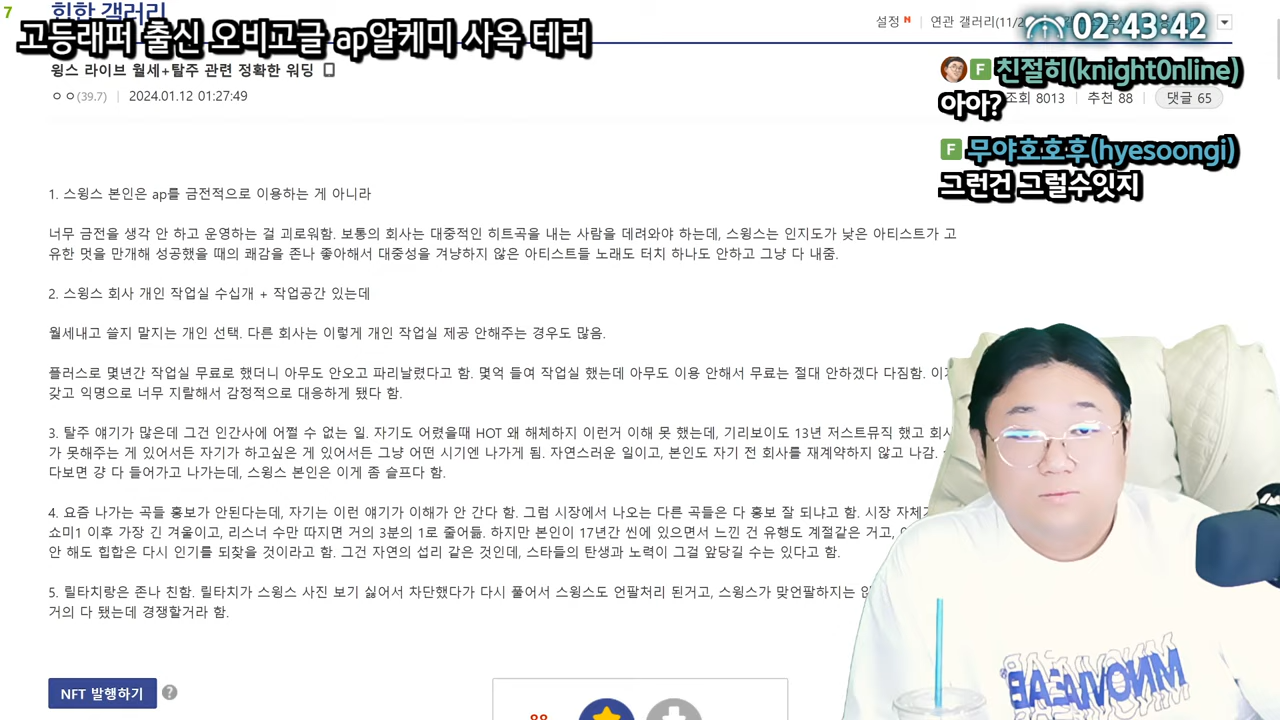 7
힙한 갤러리
설정 N
연관 갤러리(11/2
02:43:42
고등래퍼 출신 오비고글 ap알케미 사옥 테러
윙스 라이브 월세+탈주 관련 정확한 워딩
ㅇㅇ(39.7) 2024.01.12 01:27:49
조회 8013 추천 88 댓글 65
F 친절히(knight0nline)
아아?
F 무야호호후(hyesoongi)
그런건 그럴수잇지
1. 스윙스 본인은 ap를 금전적으로 이용하는 게 아니라
너무 금전을 생각 안 하고 운영하는 걸 괴로워함. 보통의 회사는 대중적인 히트곡을 내는 사람을 데려와야 하는데, 스윙스는 인지도가 낮은 아티스트가 고
유한 멋을 만개해 성공했을 때의 쾌감을 존나 좋아해서 대중성을 겨냥하지 않은 아티스트들 노래도 터치 하나도 안하고 그냥 다 내줌.
2. 스윙스 회사 개인 작업실 수십개 + 작업공간 있는데
월세내고 쓸지 말지는 개인 선택. 다른 회사는 이렇게 개인 작업실 제공 안해주는 경우도 많음.
플러스로 몇년간 작업실 무료로 했더니 아무도 안오고 파리날렸다고 함. 몇억 들여 작업실 했는데 아무도 이용 안해서 무료는 절대 안하겠다 다짐함.
갖고 익명으로 너무 지랄해서 감정적으로 대응하게 됐다 함.
3. 탈주 얘기가 많은데 그건 인간사에 어쩔 수 없는 일. 자기도 어렸을때 HOT 왜 해체하지 이런거 이해 못 했는데, 기리보이도 13년 저스트뮤직 했고 회사
가 못해주는 게 있어서든 자기가 하고싶은 게 있어서든 그냥 어떤 시기엔 나가게 됨. 자연스러운 일이고, 본인도 자기 전 회사를 재계약하지 않고 나감.
다보면 걍 다 들어가고 나가는데, 스윙스 본인은 이게 좀 슬프다 함.
4. 요즘 나가는 곡들 홍보가 안된다는데, 자기는 이런 얘기가 이해가 안 간다 함. 그럼 시장에서 나오는 다른 곡들은 다 홍보 잘 되냐고 함. 시장 자체가
쇼미1 이후 가장 긴 겨울이고, 리스너 수만 따지면 거의 3분의 1로 줄어듦. 하지만 본인이 17년간 씬에 있으면서 느낀 건 유행도 계절같은 거고,
안 해도 힙합은 다시 인기를 되찾을 것이라고 함. 그건 자연의 섭리 같은 것인데, 스타들의 탄생과 노력이 그걸 앞당길 수는 있다고 함.
5. 릴타치랑은 존나 친함. 릴타치가 스윙스 사진 보기 싫어서 차단했다가 다시 풀어서 스윙스도 언팔처리 된거고, 스윙스가 맞언팔하지는
거의 다 됐는데 경쟁할거라 함.
NFT 발행하기 ?
88